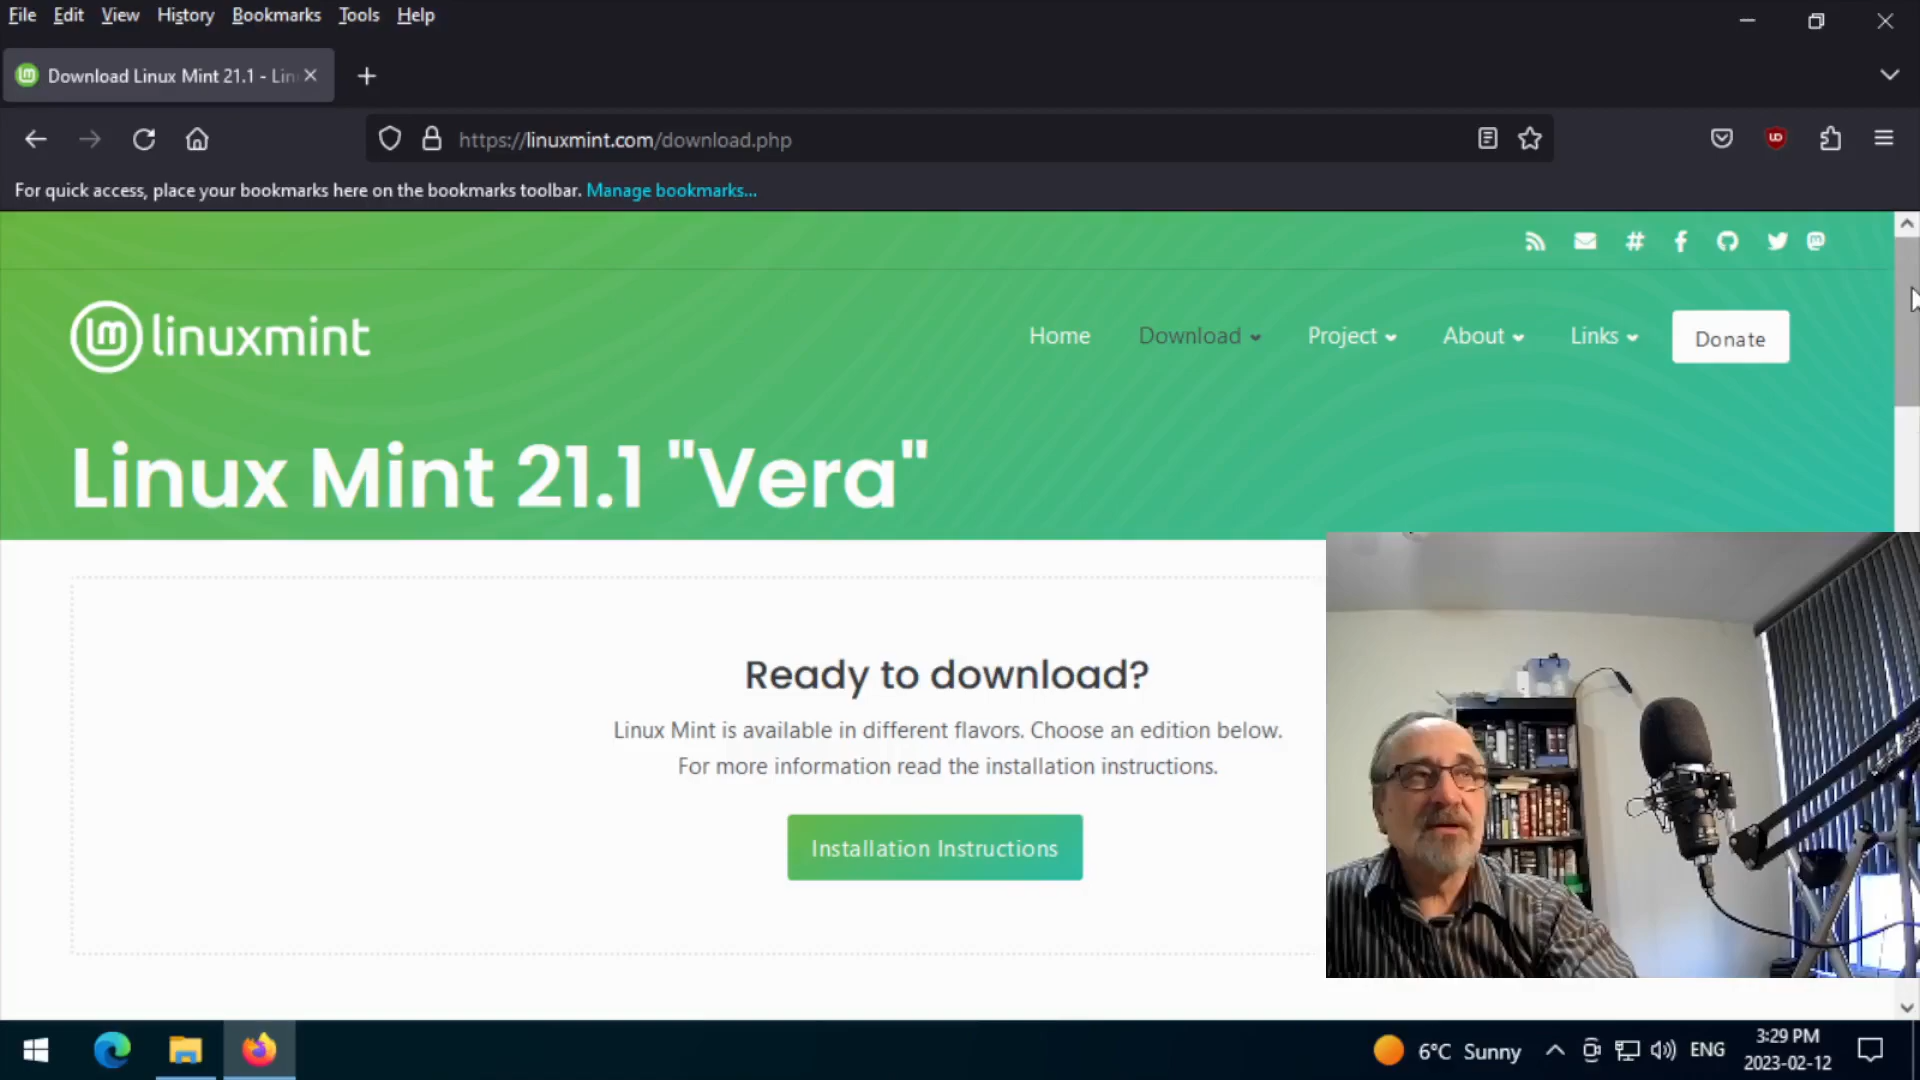 File Edit View History Bookmarks Tools Help
Download Linux Mint 21.1 - Lin
https://linuxmint.com/download.php
For quick access, place your bookmarks here on the bookmarks toolbar. Manage bookmarks...
linuxmint
Home Download Project About Links Donate
Linux Mint 21.1 "Vera"
Ready to download?
Linux Mint is available in different flavors. Choose an edition below.
For more information read the installation instructions.
Installation Instructions
6°C Sunny
ENG
3:29 PM
2023-02-12